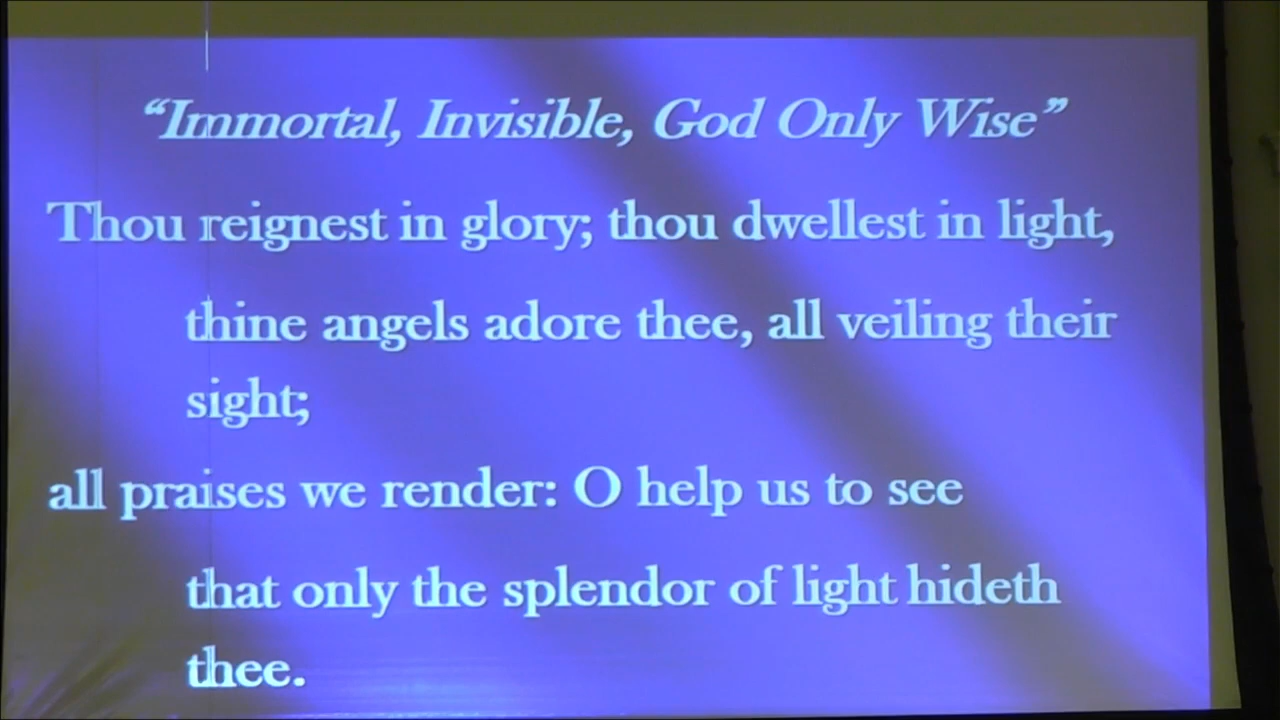 “Immortal, Invisible, God Only Wise”
Thou reignest in glory; thou dwellest in light,
thine angels adore thee, all veiling their
sight;
all praises we render: O help us to see
that only the splendor of light hideth
thee.